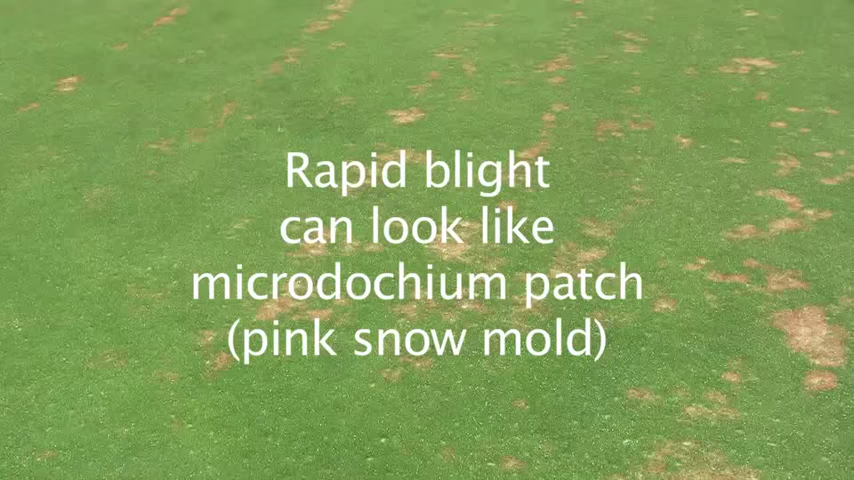 Rapid blight
can look like
microdochium patch
(pink snow mold)